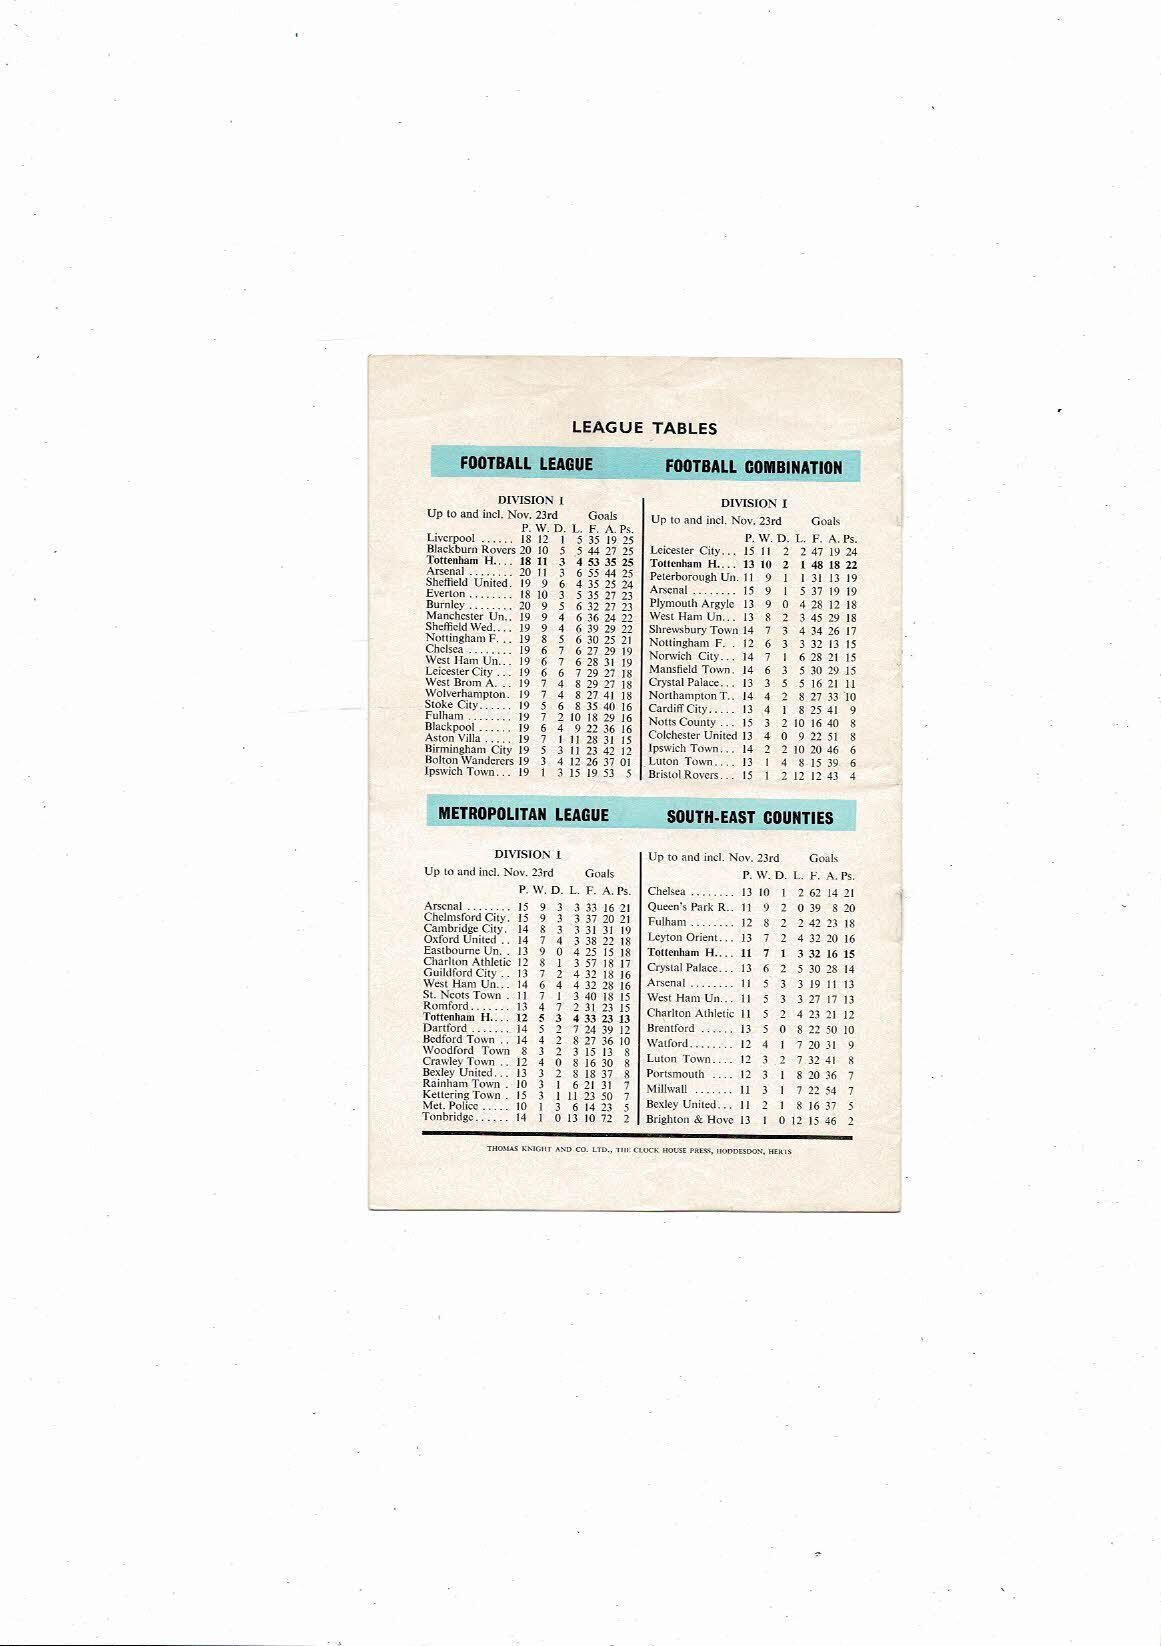 LEAGUE TABLES
FOOTBALL LEAGUE
DIVISION I
Up to and incl. Nov. 23rd Goals
P. W. D. L. F. A. Ps.
Liverpool ...... 18 12 1 5 35 19 25
Blackburn Rovers 20 10 5 5 44 27 25
Tottenham H.... 18 11 3 4 53 35 25
Arsenal ........ 20 11 3 6 55 44 25
Sheffield United. 19 9 6 4 35 25 24
Everton ........ 18 10 3 5 35 27 23
Burnley ........ 20 9 5 6 32 27 23
Manchester Un.. 19 9 4 6 36 24 22
Sheffield Wed.... 19 9 4 6 39 29 22
Nottingham F. .. 19 8 5 6 30 25 21
Chelsea ........ 19 6 7 6 27 29 19
West Ham Un... 19 6 7 6 28 31 19
Leicester City ... 19 6 6 7 29 27 18
West Brom A. .. 19 7 4 8 29 27 18
Wolverhampton. 19 7 4 8 27 41 18
Stoke City...... 19 5 6 8 35 40 16
Fulham ........ 19 7 2 10 18 29 16
Blackpool ...... 19 6 4 9 22 36 16
Aston Villa ..... 19 7 1 11 28 31 15
Birmingham City 19 5 3 11 23 42 12
Bolton Wanderers 19 3 4 12 26 37 01
Ipswich Town... 19 1 3 15 19 53 5
FOOTBALL COMBINATION
DIVISION I
Up to and incl. Nov. 23rd Goals
P. W. D. L. F. A. Ps.
Leicester City... 15 11 2 2 47 19 24
Tottenham H.... 13 10 2 1 48 18 22
Peterborough Un. 11 9 1 1 31 13 19
Arsenal ........ 15 9 1 5 37 19 19
Plymouth Argyle 13 9 0 4 28 12 18
West Ham Un... 13 8 2 3 45 29 18
Shrewsbury Town 14 7 3 4 34 26 17
Nottingham F. . 12 6 3 3 32 13 15
Norwich City... 14 7 1 6 28 21 15
Mansfield Town. 14 6 3 5 30 29 15
Crystal Palace... 13 3 5 5 16 21 11
Northampton T.. 14 4 2 8 27 33 10
Cardiff City..... 13 4 1 8 25 41 9
Notts County ... 15 3 2 10 16 40 8
Colchester United 13 4 0 9 22 51 8
Ipswich Town... 14 2 2 10 20 46 6
Luton Town.... 13 1 4 8 15 39 6
Bristol Rovers... 15 1 2 12 12 43 4
METROPOLITAN LEAGUE
DIVISION I
Up to and incl. Nov. 23rd Goals
P. W. D. L. F. A. Ps.
Arsenal ........ 15 9 3 3 33 16 21
Chelmsford City. 15 9 3 3 37 20 21
Cambridge City. 14 8 3 3 31 31 19
Oxford United .. 14 7 4 3 38 22 18
Eastbourne Un. . 13 9 0 4 25 15 18
Charlton Athletic 12 8 1 3 57 18 17
Guildford City .. 13 7 2 4 32 18 16
West Ham Un... 14 6 4 4 32 28 16
St. Neots Town . 11 7 1 3 40 18 15
Romford....... 13 4 7 2 31 23 15
Tottenham H.... 12 5 3 4 33 23 13
Dartford ....... 14 5 2 7 24 39 12
Bedford Town .. 14 4 2 8 27 36 10
Woodford Town 8 3 2 3 15 13 8
Crawley Town .. 12 4 0 8 16 30 8
Bexley United... 13 3 2 8 18 37 8
Rainham Town . 10 3 1 6 21 31 7
Kettering Town . 15 3 1 11 23 50 7
Met. Police ..... 10 1 3 6 14 23 5
Tonbridge...... 14 1 0 13 10 72 2
SOUTH-EAST COUNTIES
Up to and incl. Nov. 23rd Goals
P. W. D. L. F. A. Ps.
Chelsea ........ 13 10 1 2 62 14 21
Queen's Park R.. 11 9 2 0 39 8 20
Fulham ........ 12 8 2 2 42 23 18
Leyton Orient... 13 7 2 4 32 20 16
Tottenham H.... 11 7 1 3 32 16 15
Crystal Palace... 13 6 2 5 30 28 14
Arsenal ........ 11 5 3 3 19 11 13
West Ham Un... 11 5 3 3 27 17 13
Charlton Athletic 11 5 2 4 23 21 12
Brentford ...... 13 5 0 8 22 50 10
Watford........ 12 4 1 7 20 31 9
Luton Town.... 12 3 2 7 32 41 8
Portsmouth .... 12 3 1 8 20 36 7
Millwall ....... 11 3 1 7 22 54 7
Bexley United... 11 2 1 8 16 37 5
Brighton & Hove 13 1 0 12 15 46 2
THOMAS KNIGHT AND CO. LTD., THE CLOCK HOUSE PRESS, HODDESDON, HERTS